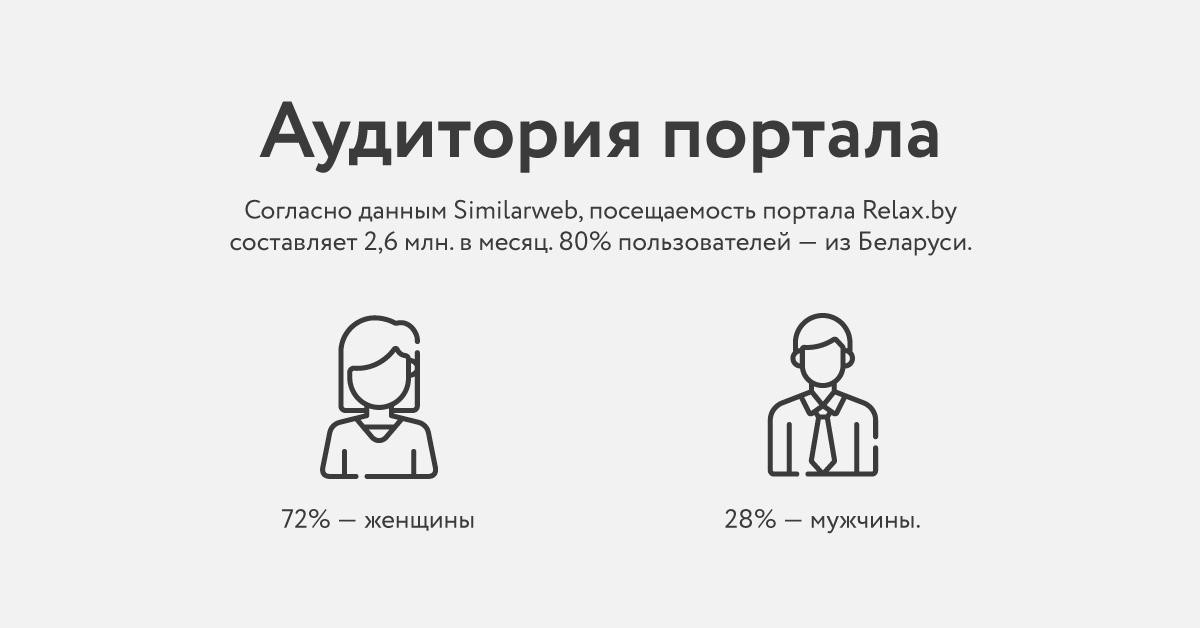 Аудитория портала
Согласно данным Similarweb, посещаемость портала Relax.by
составляет 2,6 млн. в месяц. 80% пользователей — из Беларуси.
72% — женщины
28% — мужчины.